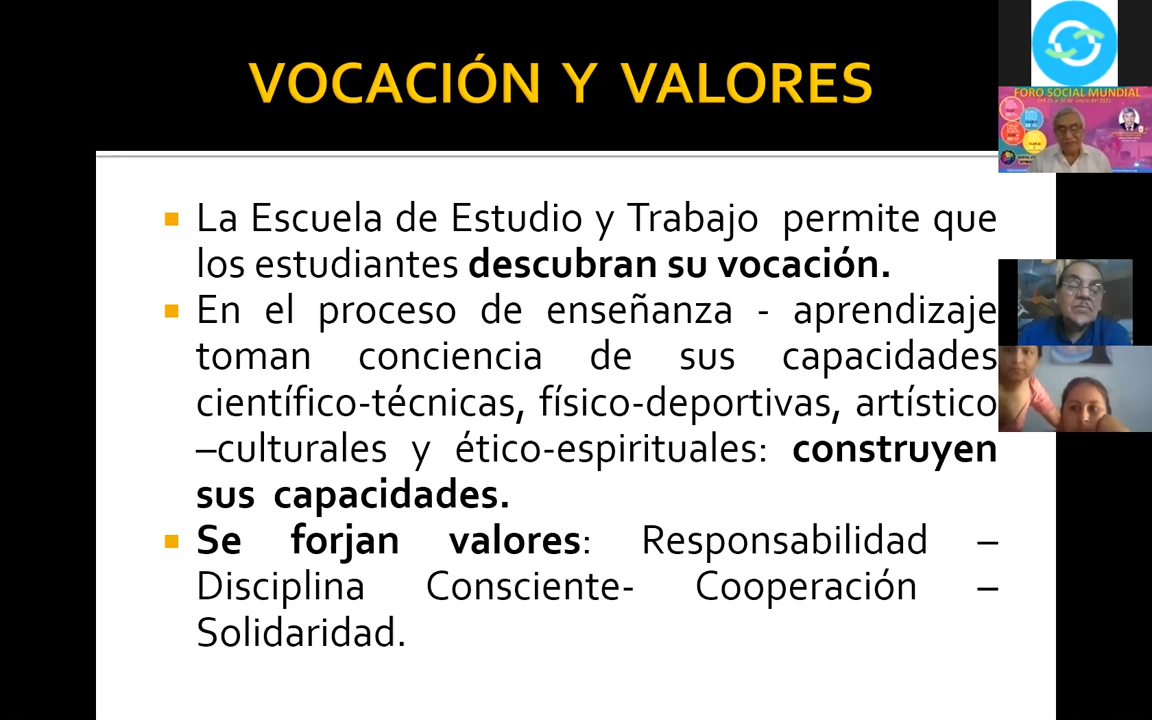 VOCACIÓN Y VALORES
La Escuela de Estudio y Trabajo permite que
los estudiantes descubran su vocación.
En el proceso de enseñanza - aprendizaje
toman conciencia de sus capacidades
científico-técnicas, físico-deportivas, artístico
–culturales y ético-espirituales: construyen
sus capacidades.
Se forjan valores: Responsabilidad –
Disciplina Consciente- Cooperación –
Solidaridad.
FORO SOCIAL MUNDIAL